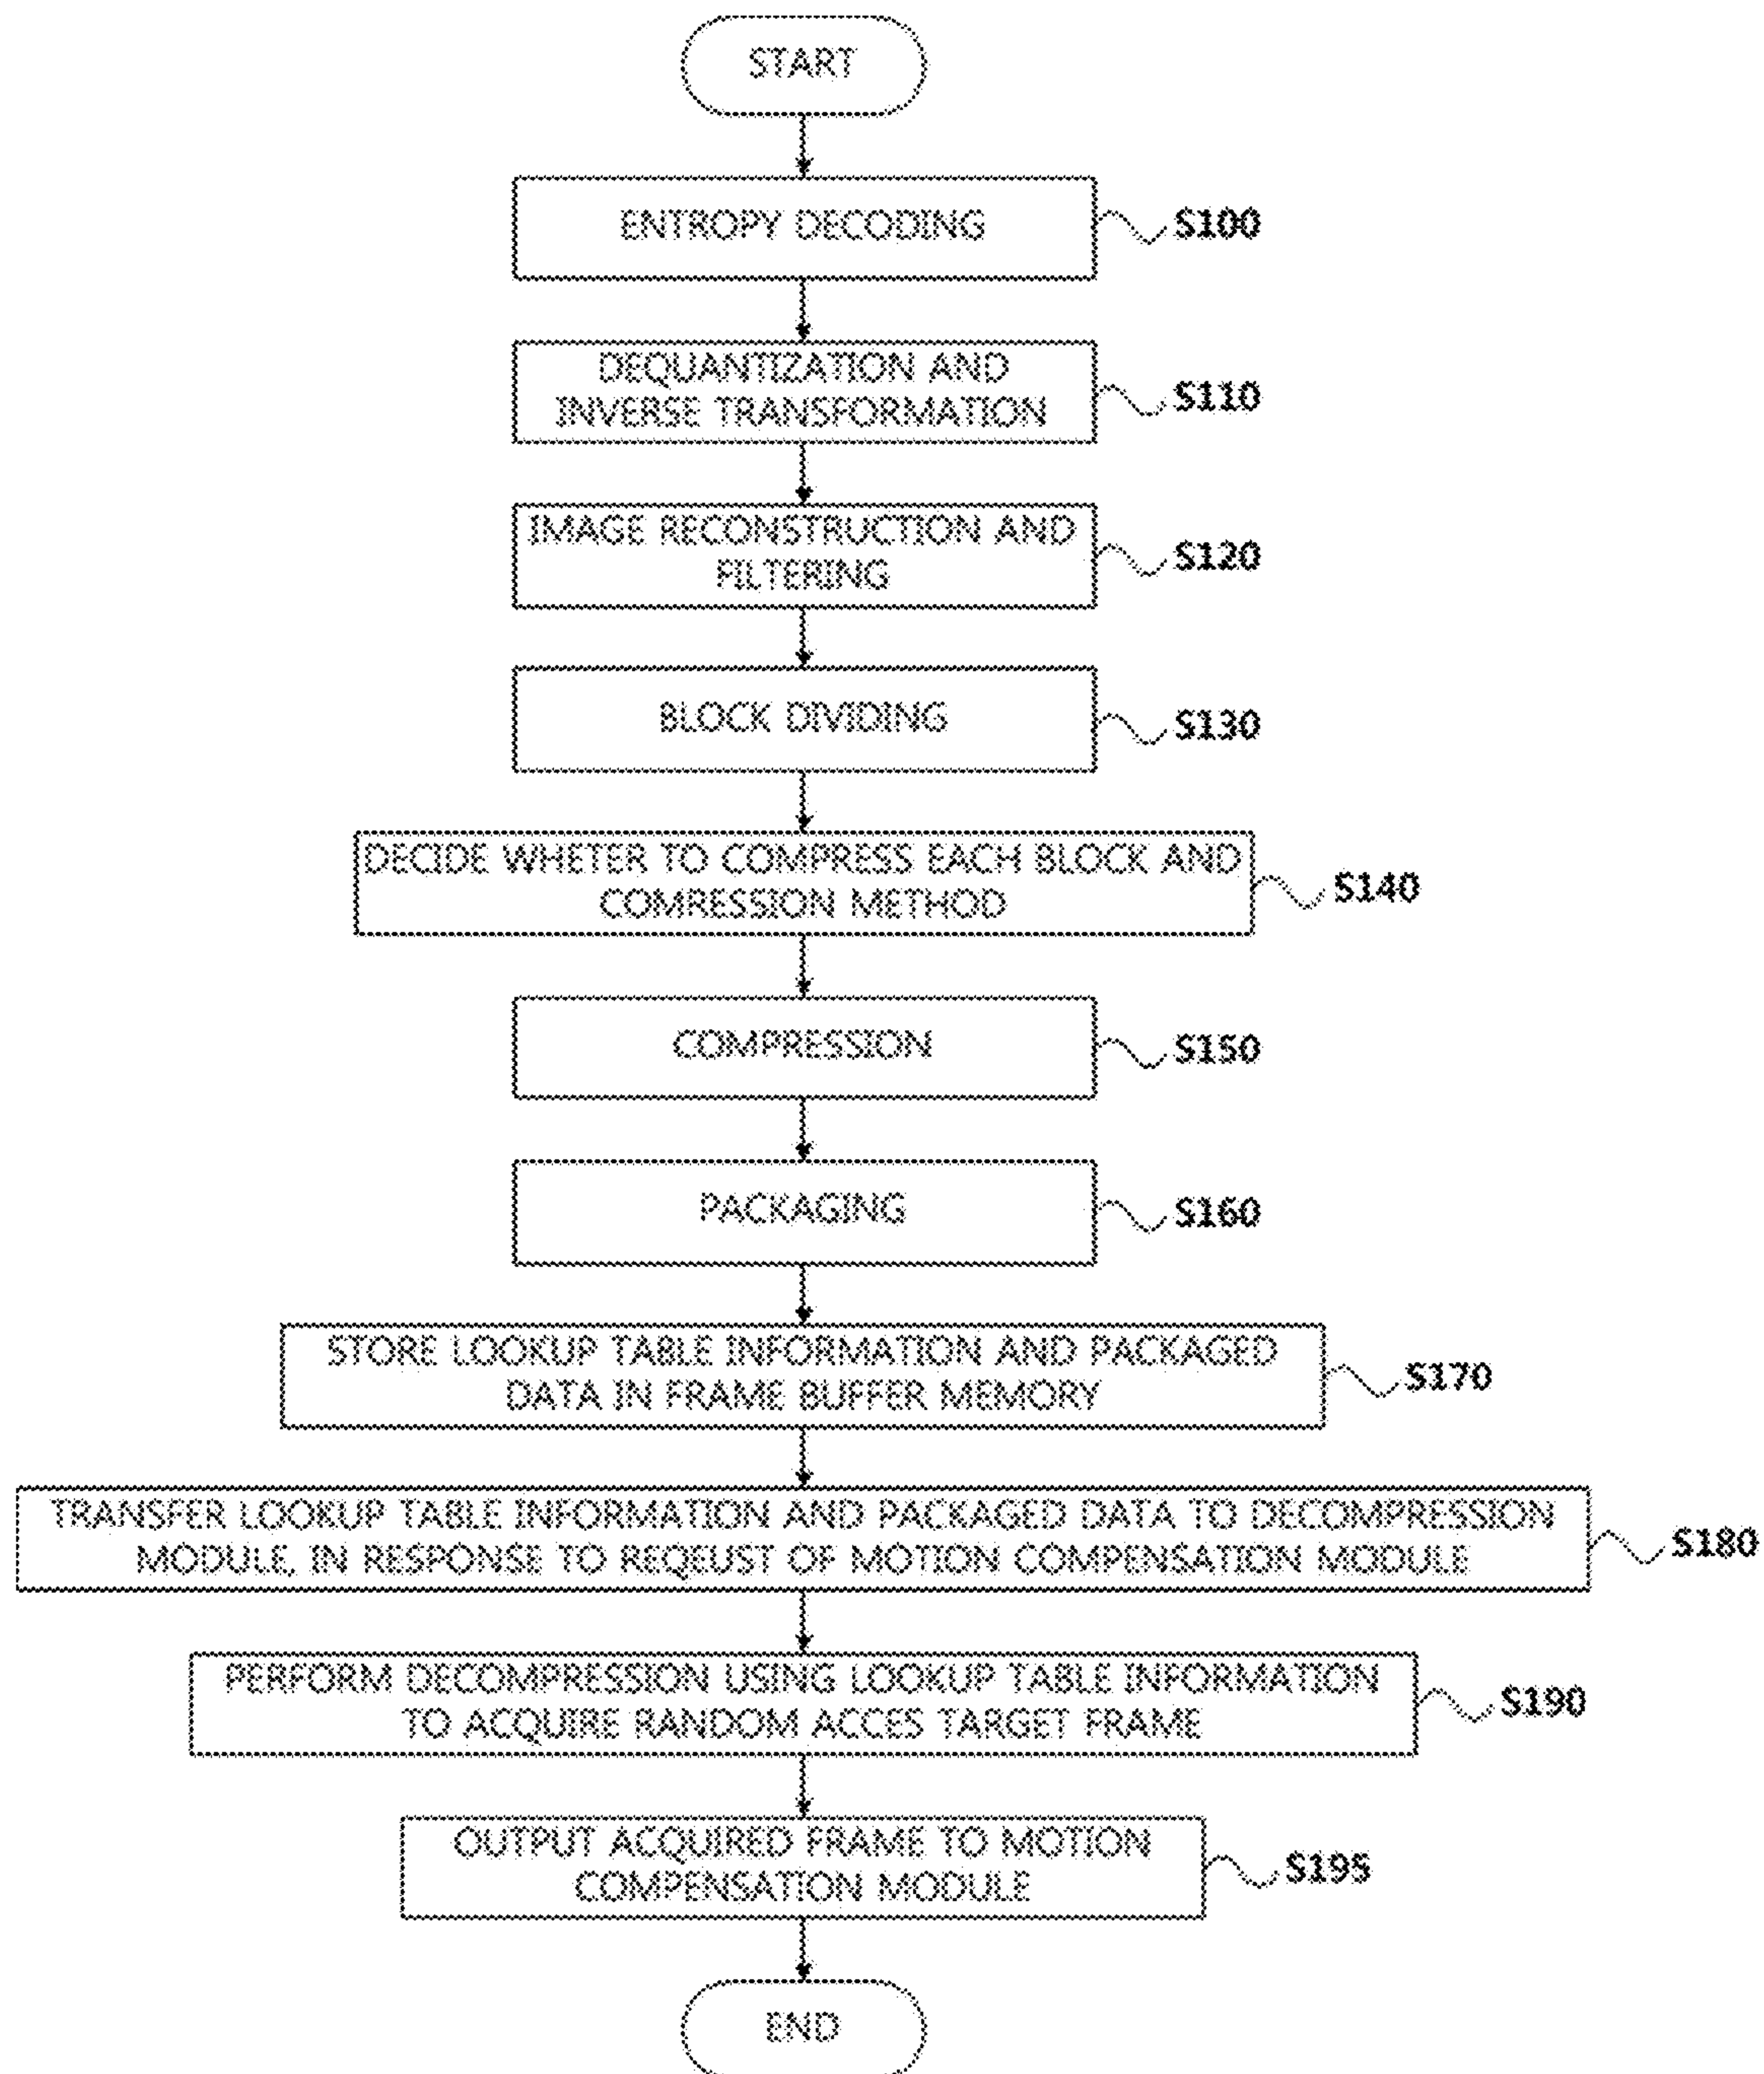 START
ENTROPY DECODING
S100
DEQUANTIZATION AND
INVERSE TRANSFORMATION
S110
IMAGE RECONSTRUCTION AND
FILTERING
S120
BLOCK DIVIDING
S130
DECIDE WHETER TO COMPRESS EACH BLOCK AND
COMRESSION METHOD
S140
COMPRESSION
S150
PACKAGING
S160
STORE LOOKUP TABLE INFORMATION AND PACKAGED
DATA IN FRAME BUFFER MEMORY
S170
TRANSFER LOOKUP TABLE INFORMATION AND PACKAGED DATA TO DECOMPRESSION
MODULE, IN RESPONSE TO REQEUST OF MOTION COMPENSATION MODULE
S180
PERFORM DECOMPRESSION USING LOOKUP TABLE INFORMATION
TO ACQUIRE RANDOM ACCES TARGET FRAME
S190
OUTPUT ACQUIRED FRAME TO MOTION
COMPENSATION MODULE
S195
END